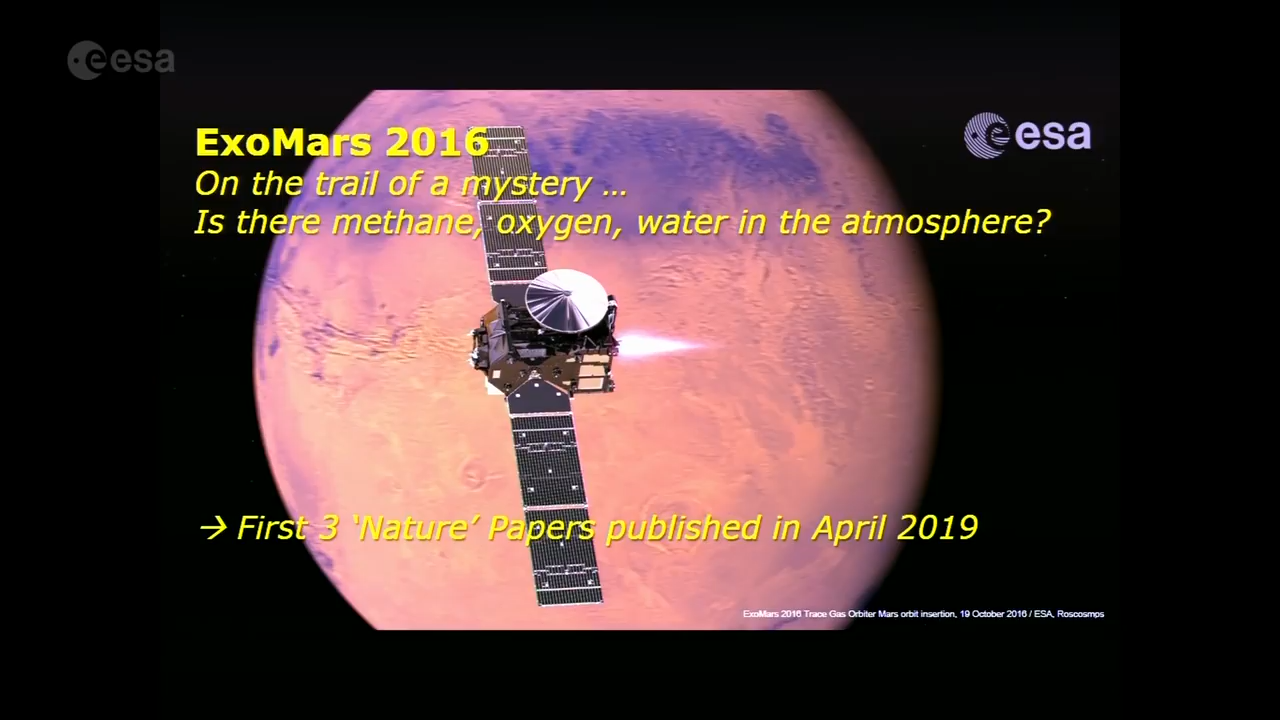 esa
esa
ExoMars 2016
On the trail of a mystery …
Is there methane, oxygen, water in the atmosphere?
→ First 3 ‘Nature’ Papers published in April 2019
ExoMars 2016 Trace Gas Orbiter Mars orbit insertion, 19 October 2016 / ESA, Roscosmps